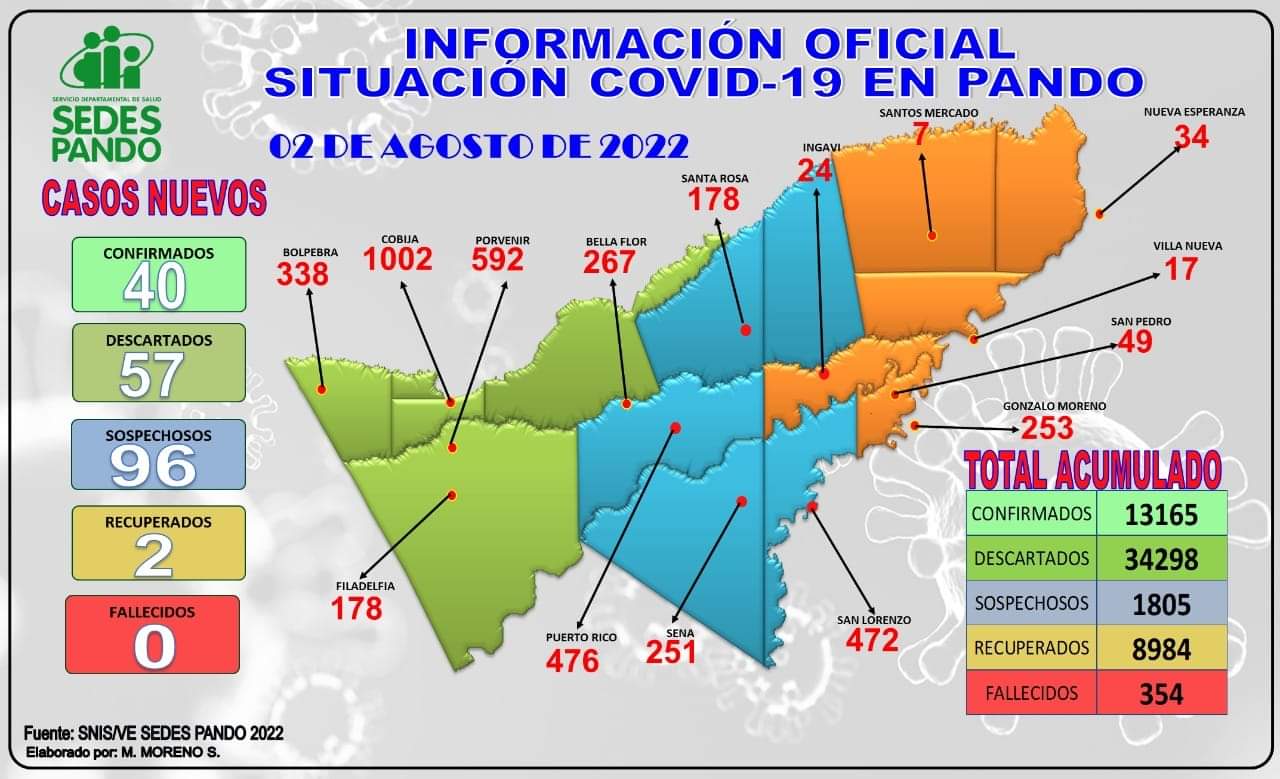 INFORMACIÓN OFICIAL
SITUACIÓN COVID-19 EN PANDO
02 DE AGOSTO DE 2022
SERVICIO DEPARTAMENTAL DE SALUD
SEDES
PANDO
CASOS NUEVOS
CONFIRMADOS
40
DESCARTADOS
57
SOSPECHOSOS
96
RECUPERADOS
2
FALLECIDOS
0
BOLPEBRA
338
COBIJA
1002
PORVENIR
592
BELLA FLOR
267
SANTA ROSA
178
INGAVI
24
SANTOS MERCADO
7
NUEVA ESPERANZA
34
VILLA NUEVA
17
SAN PEDRO
49
GONZALO MORENO
253
FILADELFIA
178
PUERTO RICO
476
SENA
251
SAN LORENZO
472
TOTAL ACUMULADO
CONFIRMADOS 13165
DESCARTADOS 34298
SOSPECHOSOS 1805
RECUPERADOS 8984
FALLECIDOS 354
Fuente: SNIS/VE SEDES PANDO 2022
Elaborado por: M. MORENO S.